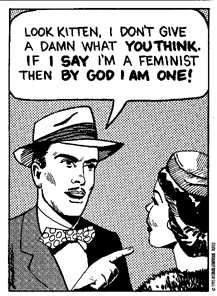 LOOK KITTEN, I DON'T GIVE
A DAMN WHAT YOU THINK.
IF I SAY I'M A FEMINIST
THEN BY GOD I AM ONE!